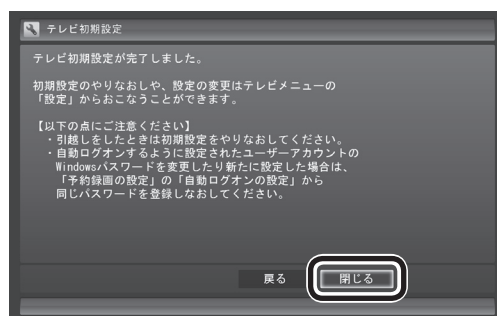 テレビ初期設定
テレビ初期設定が完了しました。
初期設定のやりなおしや、設定の変更はテレビメニューの
「設定」からおこなうことができます。
【以下の点にご注意ください】
・引越しをしたときは初期設定をやりなおしてください。
・自動ログオンするように設定されたユーザーアカウントの
Windowsパスワードを変更したり新たに設定した場合は、
「予約録画の設定」の「自動ログオンの設定」から
同じパスワードを登録しなおしてください。
戻る 閉じる